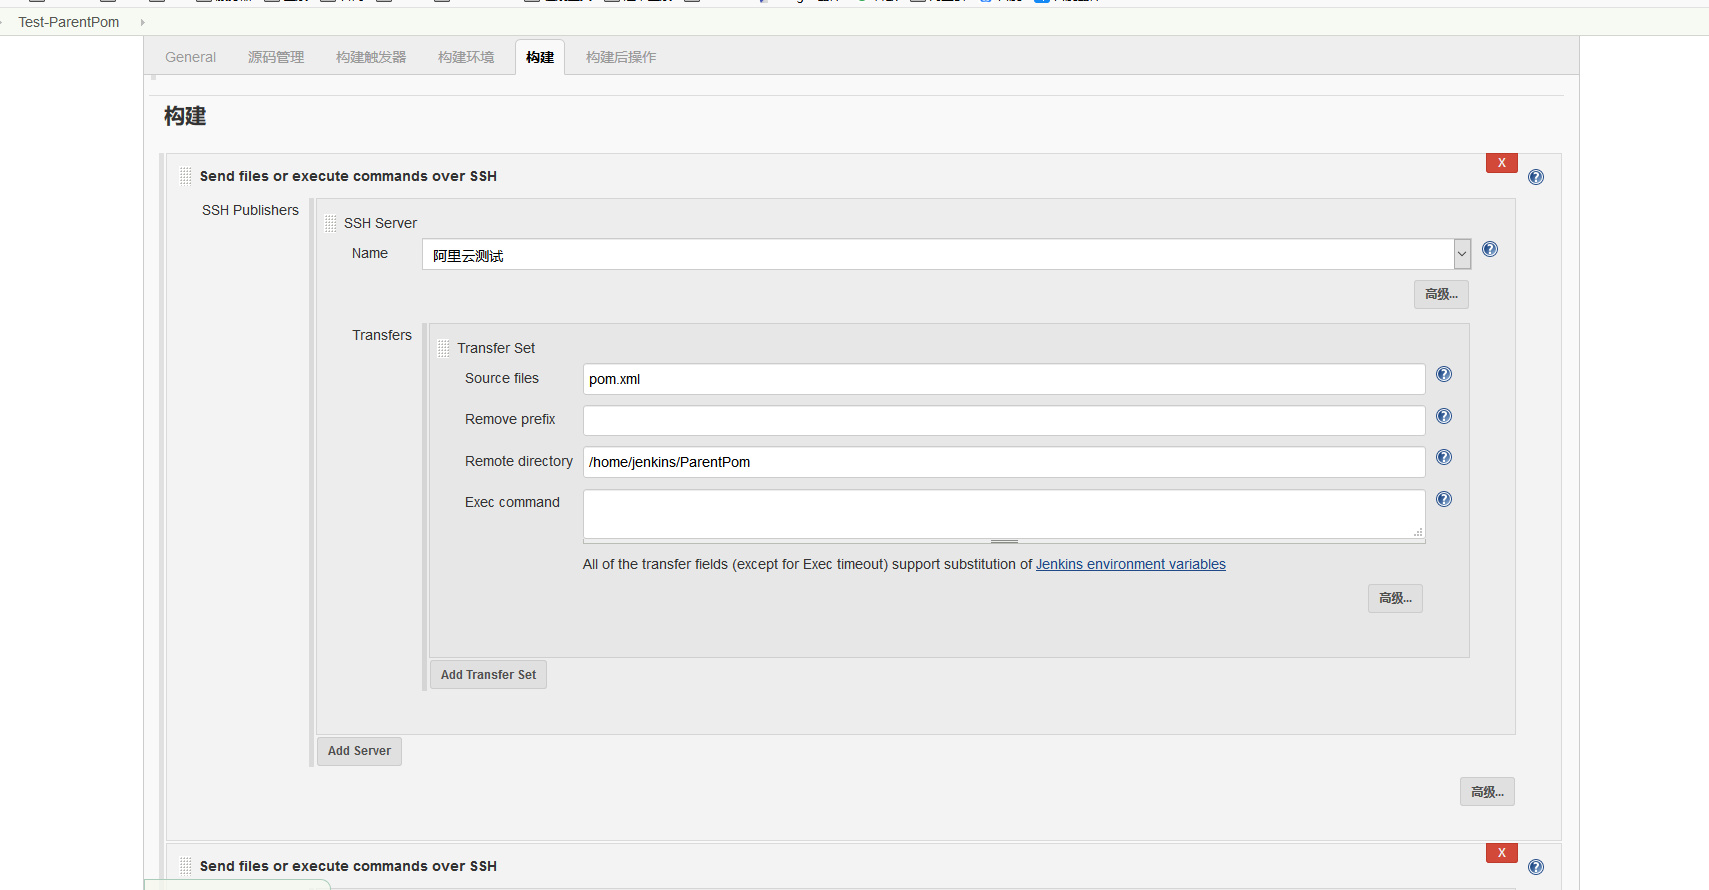 Test-ParentPom
General 源码管理 构建触发器 构建环境 构建 构建后操作
构建
X
Send files or execute commands over SSH
SSH Publishers
SSH Server
Name
阿里云测试
高级...
Transfers
Transfer Set
Source files
pom.xml
Remove prefix
Remote directory
/home/jenkins/ParentPom
Exec command
All of the transfer fields (except for Exec timeout) support substitution of Jenkins environment variables
高级...
Add Transfer Set
Add Server
高级...
X
Send files or execute commands over SSH